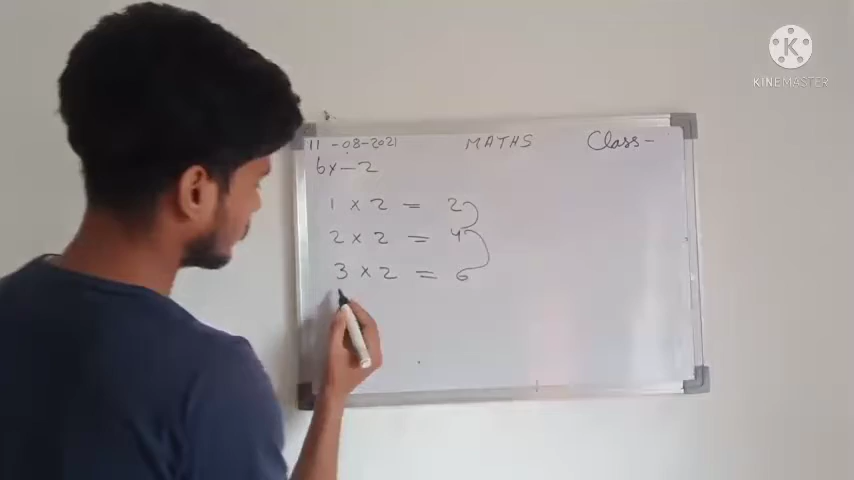 11-08-2021 MATHS Class-
6x-2
1 x 2 = 2
2 x 2 = 4
3 x 2 = 6
K
KINEMASTER